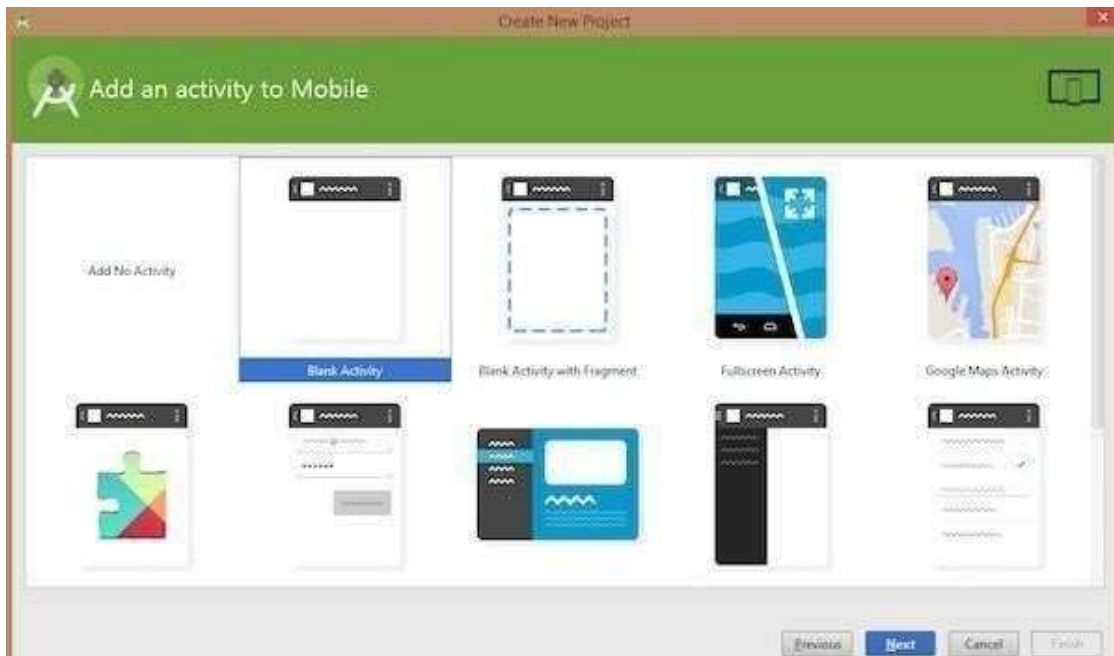 Create New Project
Add an activity to Mobile
Add No Activity
Blank Activity
Blank Activity with Fragment
Fullscreen Activity
Google Maps Activity
Previous
Next
Cancel
Finish